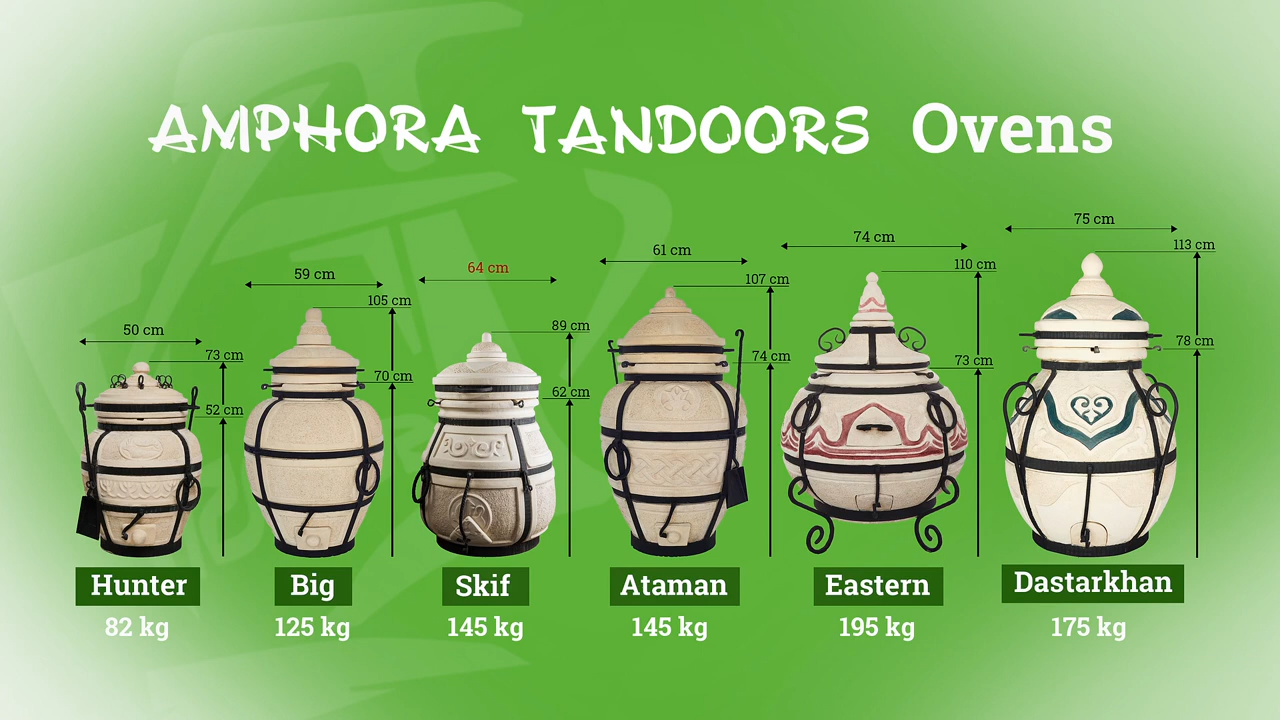 AMPHORA TANDOORS Ovens
50 cm
73 cm
52 cm
Hunter
82 kg
59 cm
105 cm
70 cm
Big
125 kg
64 cm
89 cm
62 cm
Skif
145 kg
61 cm
107 cm
74 cm
Ataman
145 kg
74 cm
110 cm
73 cm
Eastern
195 kg
75 cm
113 cm
78 cm
Dastarkhan
175 kg